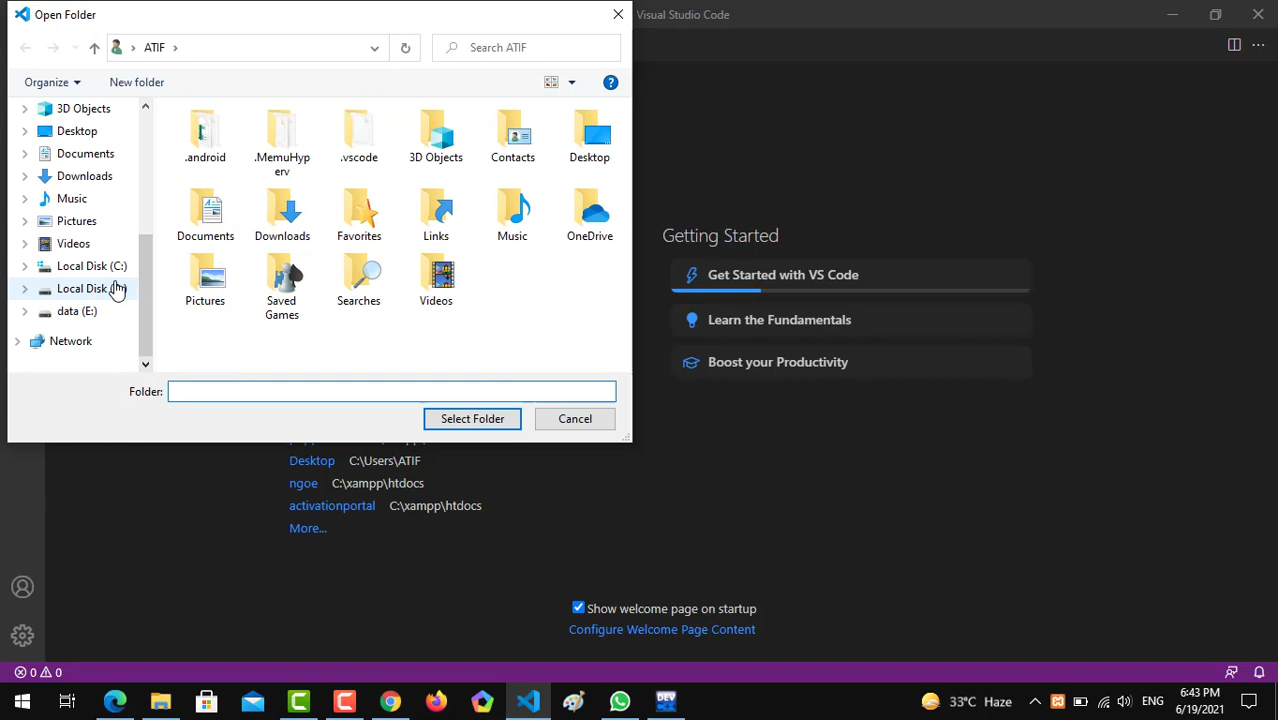 Open Folder
Visual Studio Code
ATIF
Search ATIF
Organize
New folder
3D Objects
Desktop
Documents
Downloads
Music
Pictures
Videos
Local Disk (C:)
Local Disk
data (E:)
Network
.android
.MemuHyperv
.vscode
3D Objects
Contacts
Desktop
Documents
Downloads
Favorites
Links
Music
OneDrive
Pictures
Saved Games
Searches
Videos
Folder:
Select Folder
Cancel
Getting Started
Get Started with VS Code
Learn the Fundamentals
Boost your Productivity
Desktop C:\Users\ATIF
ngoe C:\xampp\htdocs
activationportal C:\xampp\htdocs
More...
Show welcome page on startup
Configure Welcome Page Content
0 0
DEV
33°C Haze
ENG
6:43 PM
6/19/2021